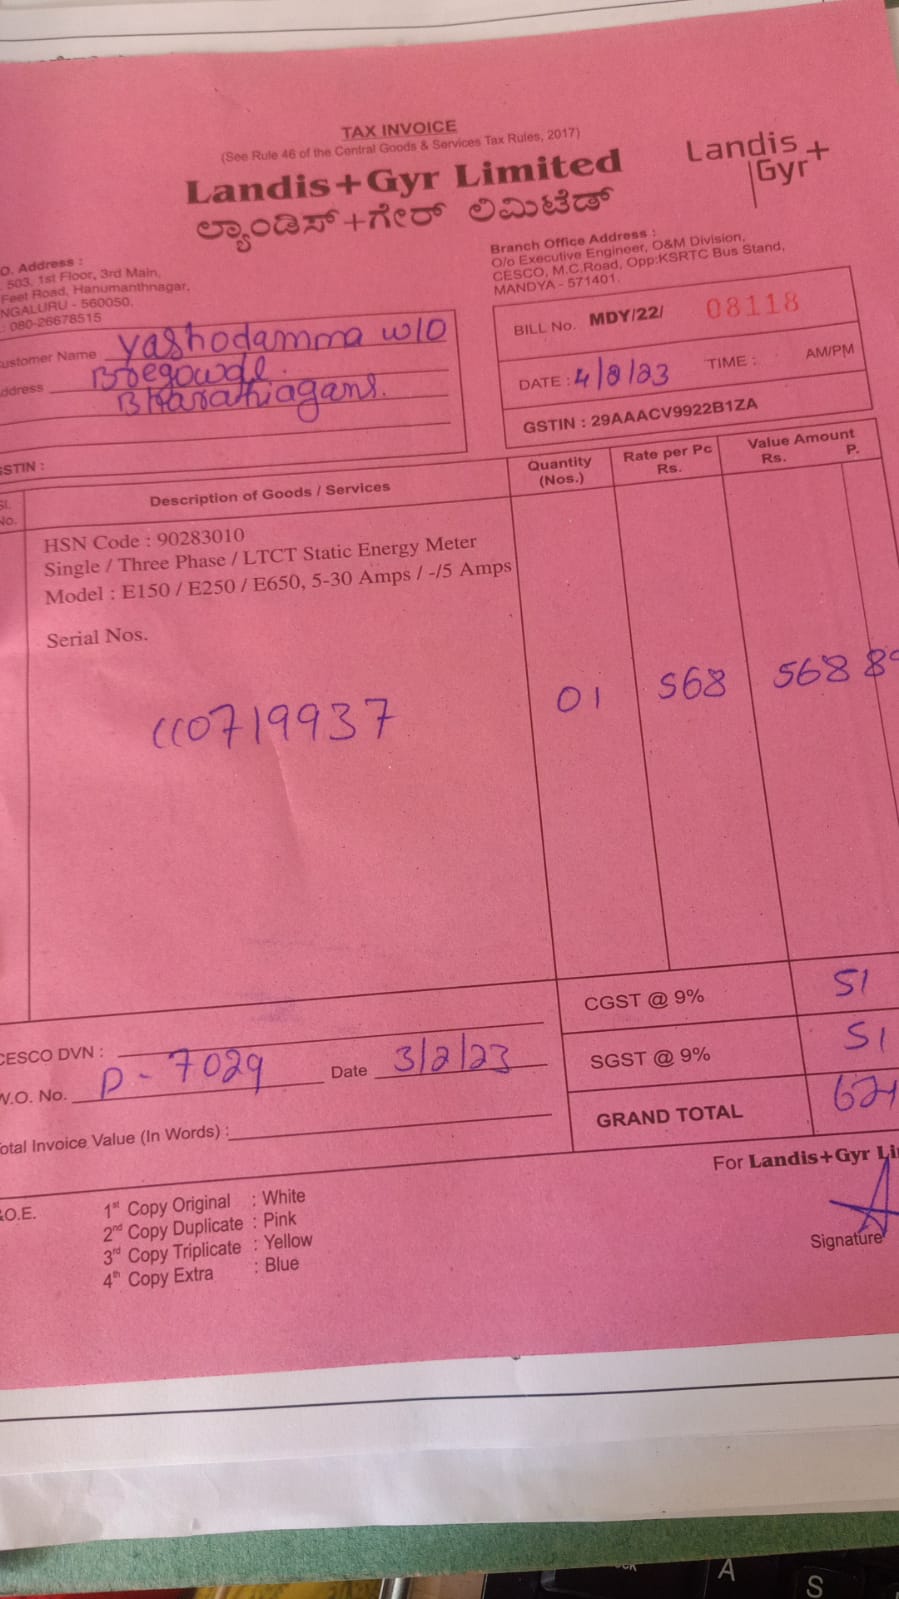 TAX INVOICE
(See Rule 46 of the Central Goods & Services Tax Rules, 2017)
Landis+Gyr Limited
ಲ್ಯಾಂಡಿಸ್+ಗೇರ್ ಲಿಮಿಟೆಡ್
Landis
Gyr+
O. Address :
503, 1st Floor, 3rd Main,
Feet Road, Hanumanthnagar,
NGALURU - 560050.
: 080-26678515
Branch Office Address :
O/o Executive Engineer, O&M Division,
CESCO, M.C.Road, Opp:KSRTC Bus Stand,
MANDYA - 571401.
ustomer Name Yashodamma w/o
ddress Boregowde.
Bharathiagans.
STIN :
BILL No. MDY/22/ 08118
DATE : 4/8/23 TIME : AM/PM
GSTIN : 29AAACV9922B1ZA
Sl. No. Description of Goods / Services Quantity (Nos.) Rate per Pc Rs. Value Amount Rs. P.
HSN Code : 90283010
Single / Three Phase / LTCT Static Energy Meter
Model : E150 / E250 / E650, 5-30 Amps / -/5 Amps
Serial Nos.
110719937 01 568 568
CGST @ 9% 51
SGST @ 9% 51
GRAND TOTAL
CESCO DVN :
W.O. No. D - 7029 Date 3/2/23
otal Invoice Value (In Words) :
For Landis+Gyr Li
.O.E.
1st Copy Original : White
2nd Copy Duplicate : Pink
3rd Copy Triplicate : Yellow
4th Copy Extra : Blue
Signature
A
S